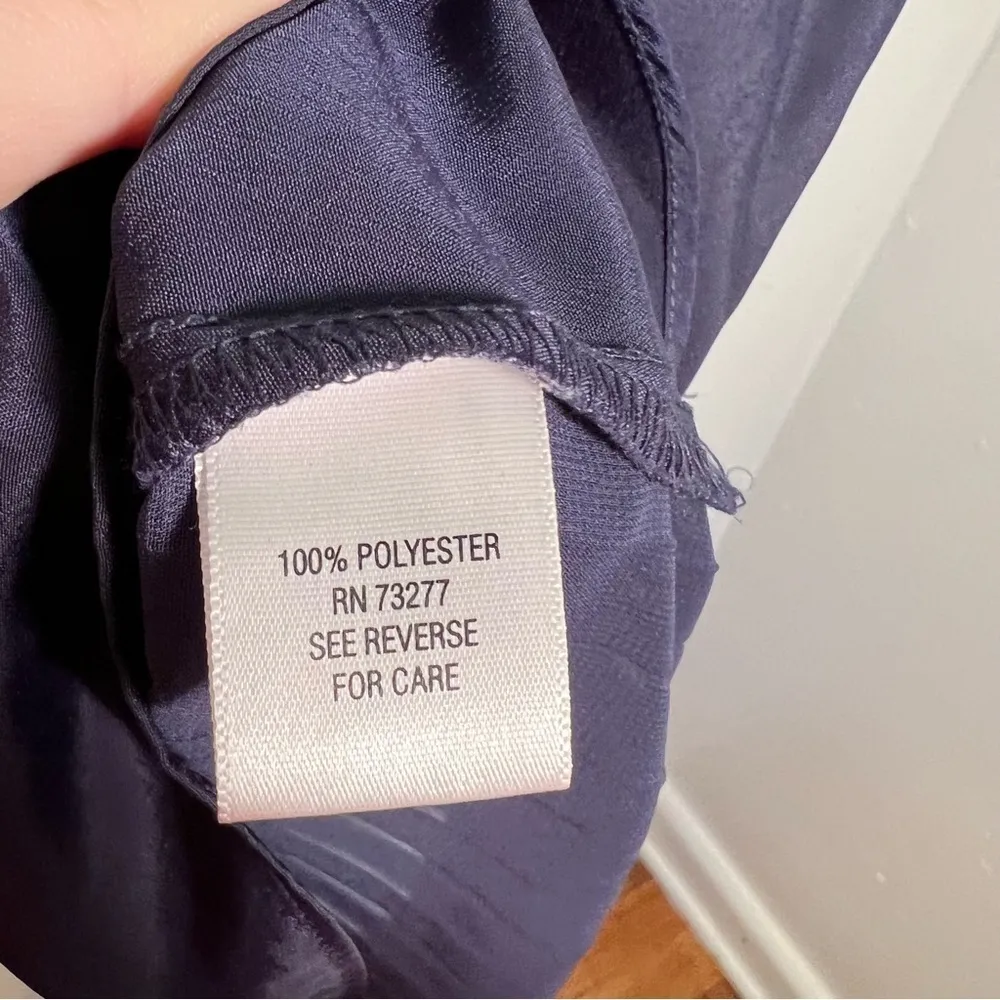 100% POLYESTER
RN 73277
SEE REVERSE
FOR CARE